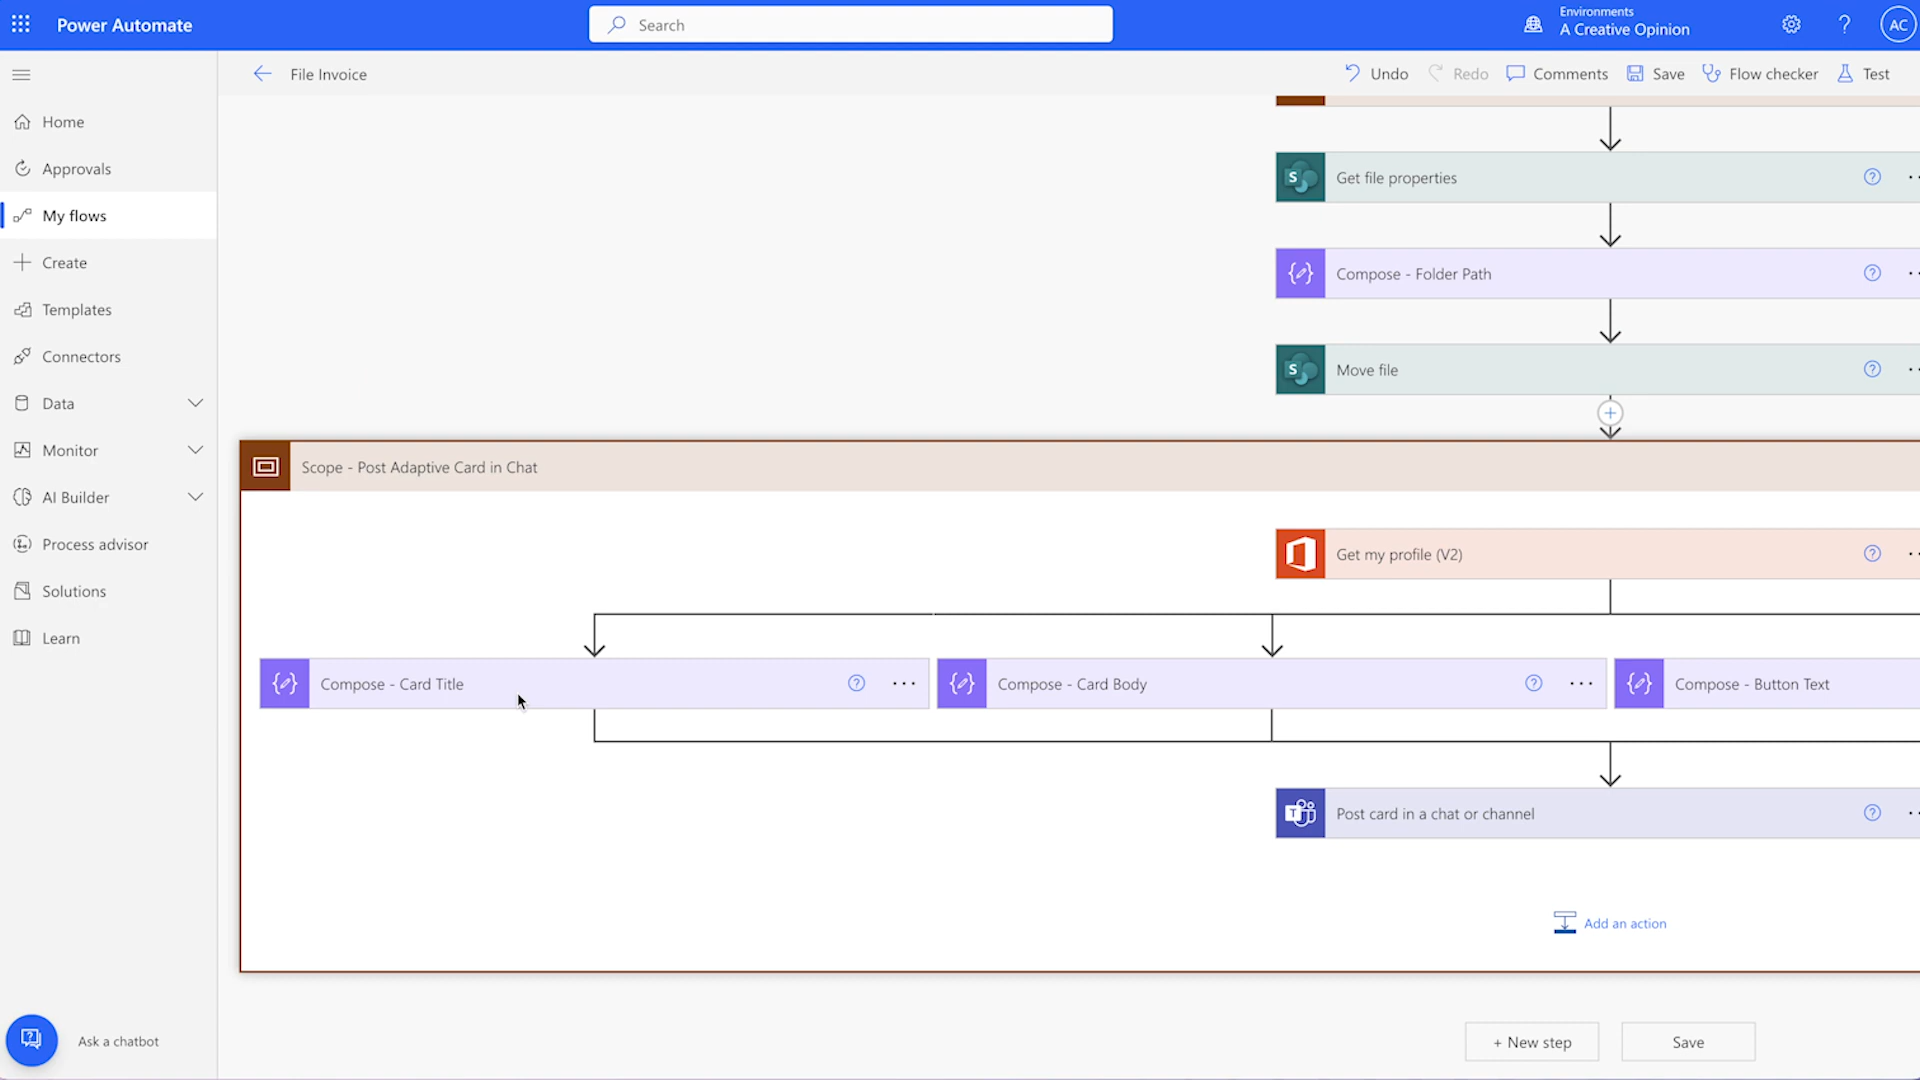 Power Automate
Search
Environments
A Creative Opinion
AC
File Invoice
Undo
Redo
Comments
Save
Flow checker
Test
Home
Approvals
My flows
Create
Templates
Connectors
Data
Monitor
AI Builder
Process advisor
Solutions
Learn
Ask a chatbot
Get file properties
Compose - Folder Path
Move file
Scope - Post Adaptive Card in Chat
Get my profile (V2)
Compose - Card Title
Compose - Card Body
Compose - Button Text
Post card in a chat or channel
Add an action
+ New step
Save